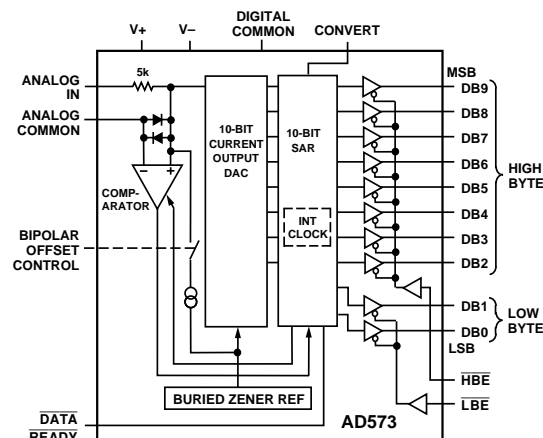 V+
V–
DIGITAL
COMMON
CONVERT
ANALOG
IN
5k
ANALOG
COMMON
COMP-
ARATOR
–
+
10-BIT
CURRENT
OUTPUT
DAC
10-BIT
SAR
INT
CLOCK
BIPOLAR
OFFSET
CONTROL
MSB
DB9
DB8
DB7
DB6
DB5
DB4
DB3
DB2
HIGH
BYTE
DB1
DB0
LSB
LOW
BYTE
HBE
LBE
BURIED ZENER REF
AD573
DATA
READY